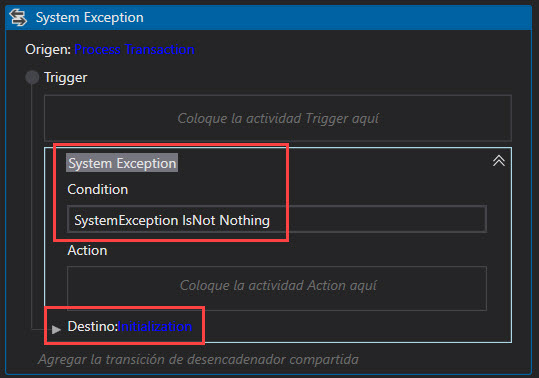 System Exception
Origen: Process Transaction
Trigger
Coloque la actividad Trigger aquí
System Exception
Condition
SystemException IsNot Nothing
Action
Coloque la actividad Action aquí
Destino: Initialization
Agregar la transición de desencadenador compartida